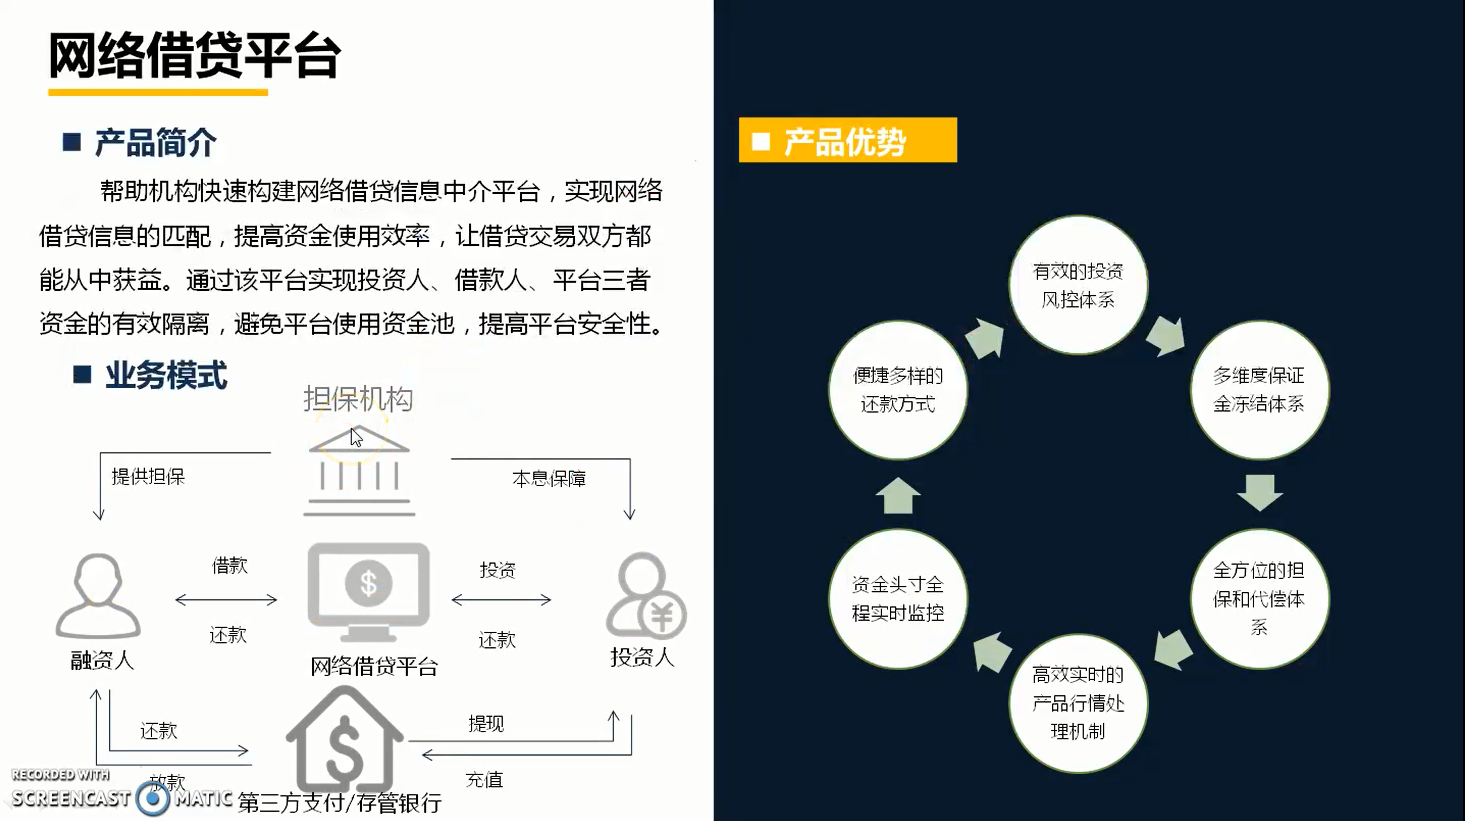 网络借贷平台
■ 产品简介
帮助机构快速构建网络借贷信息中介平台，实现网络
借贷信息的匹配，提高资金使用效率，让借贷交易双方都
能从中获益。通过该平台实现投资人、借款人、平台三者
资金的有效隔离，避免平台使用资金池，提高平台安全性。
■ 业务模式
担保机构
提供担保
本息保障
借款
投资
还款
还款
融资人
网络借贷平台
投资人
还款
提现
放款
充值
第三方支付/存管银行
RECORDED WITH
SCREENCAST MATIC
■ 产品优势
有效的投资
风控体系
多维度保证
金冻结体系
全方位的担
保和代偿体
系
高效实时的
产品行情处
理机制
资金头寸全
程实时监控
便捷多样的
还款方式
$
¥
$